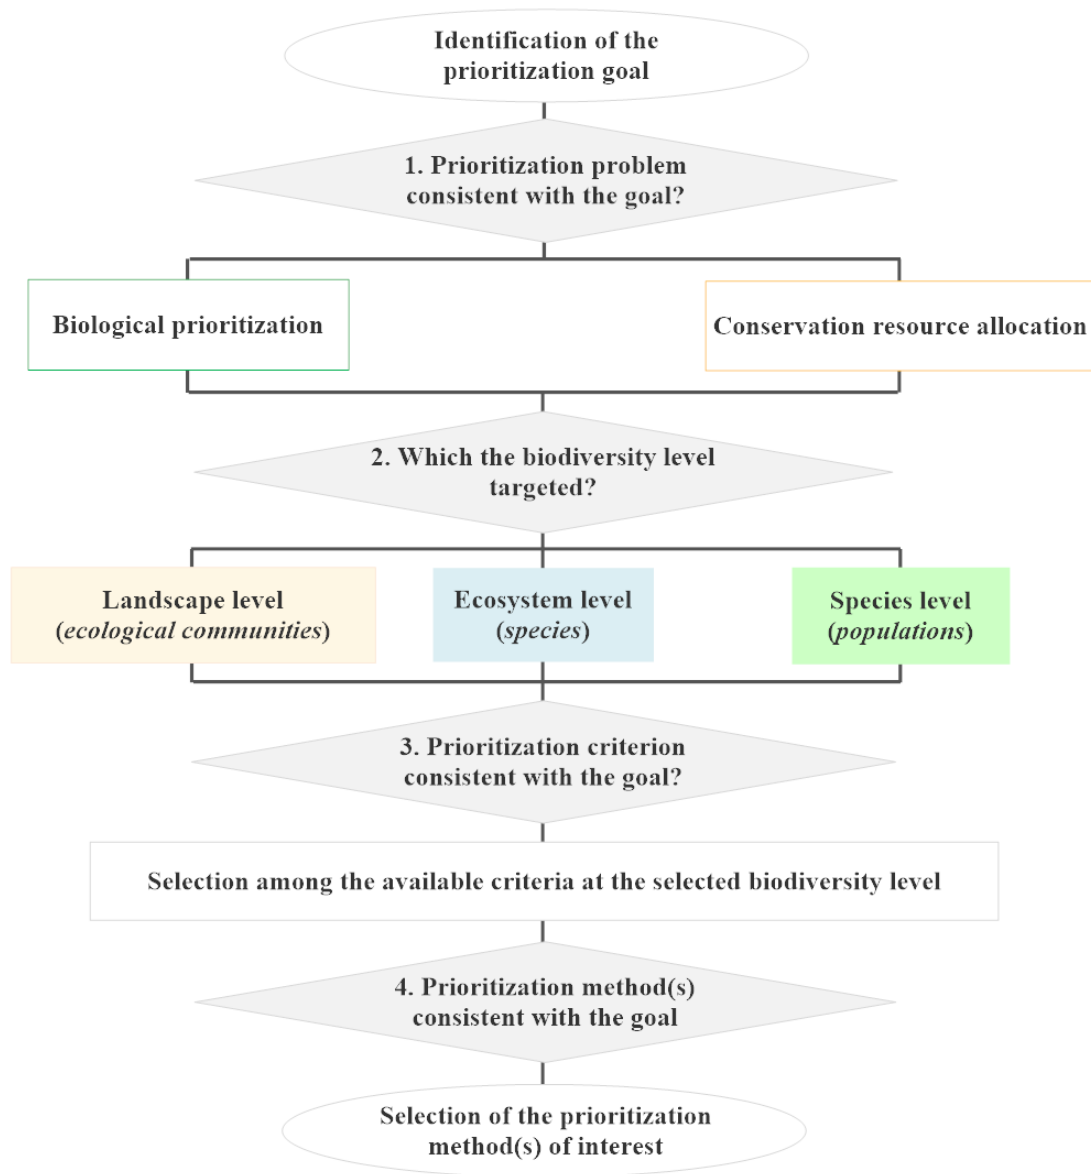 Identification of the
prioritization goal
1. Prioritization problem
consistent with the goal?
Biological prioritization
Conservation resource allocation
2. Which the biodiversity level
targeted?
Landscape level
(ecological communities)
Ecosystem level
(species)
Species level
(populations)
3. Prioritization criterion
consistent with the goal?
Selection among the available criteria at the selected biodiversity level
4. Prioritization method(s)
consistent with the goal
Selection of the prioritization
method(s) of interest